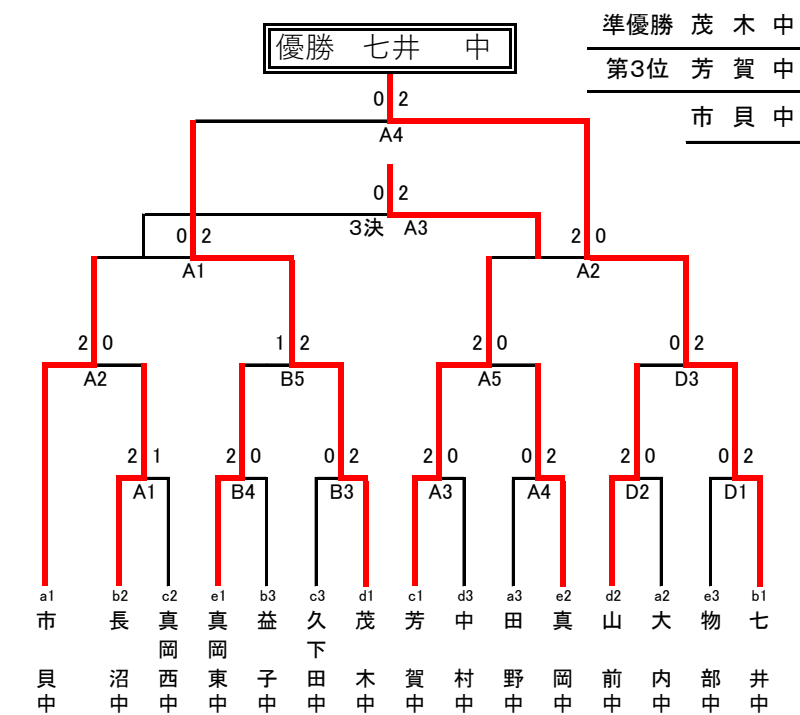 優勝 七井 中
準優勝 茂木中
第3位 芳賀中
市貝中
0 2
A4
0 2
3決 A3
0 2
A1
2 0
A2
2 0
A2
1 2
B5
2 0
A5
0 2
D3
2 1
A1
2 0
B4
0 2
B3
2 0
A3
0 2
A4
2 0
D2
0 2
D1
a1
市貝中
b2
長沼中
c2
真岡西中
e1
真岡東中
b3
益子中
c3
久下田中
d1
茂木中
c1
芳賀中
d3
中村中
a3
田野中
e2
真岡中
d2
山前中
a2
大内中
e3
物部中
b1
七井中